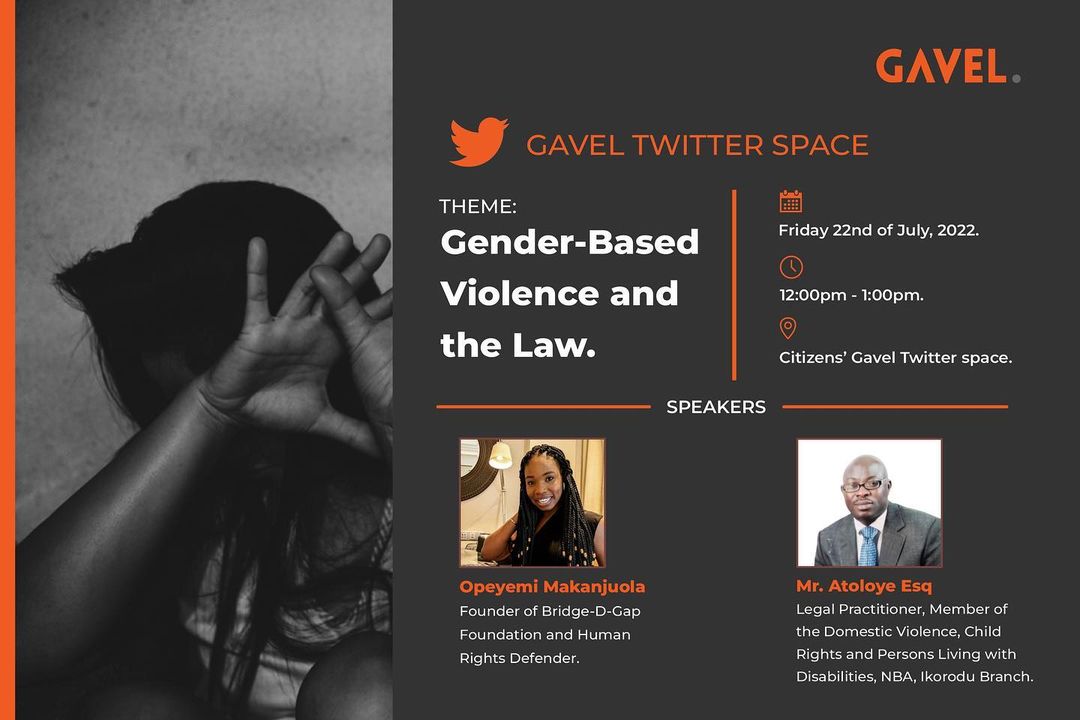 GAVEL.
GAVEL TWITTER SPACE
THEME:
Gender-Based
Violence and
the Law.
Friday 22nd of July, 2022.
12:00pm - 1:00pm.
Citizens’ Gavel Twitter space.
SPEAKERS
Opeyemi Makanjuola
Founder of Bridge-D-Gap
Foundation and Human
Rights Defender.
Mr. Atoloye Esq
Legal Practitioner, Member of
the Domestic Violence, Child
Rights and Persons Living with
Disabilities, NBA, Ikorodu Branch.